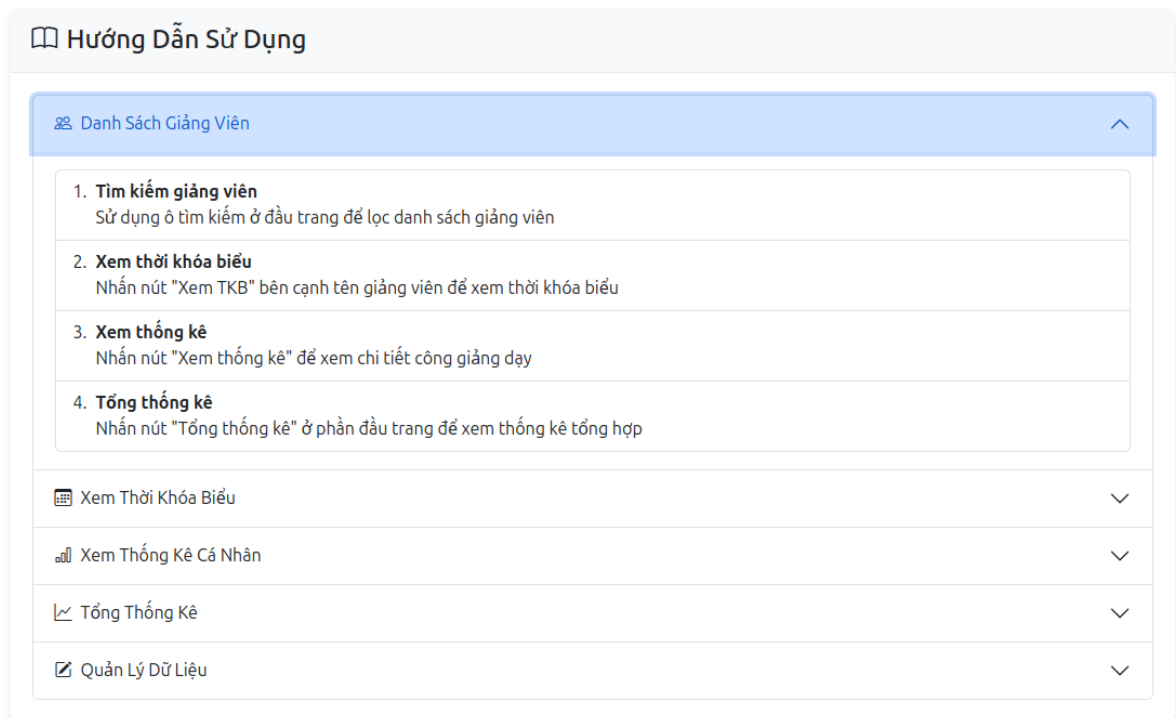 Hướng Dẫn Sử Dụng
Danh Sách Giảng Viên
1. Tìm kiếm giảng viên
Sử dụng ô tìm kiếm ở đầu trang để lọc danh sách giảng viên
2. Xem thời khóa biểu
Nhấn nút "Xem TKB" bên cạnh tên giảng viên để xem thời khóa biểu
3. Xem thống kê
Nhấn nút "Xem thống kê" để xem chi tiết công giảng dạy
4. Tổng thống kê
Nhấn nút "Tổng thống kê" ở phần đầu trang để xem thống kê tổng hợp
Xem Thời Khóa Biểu
Xem Thống Kê Cá Nhân
Tổng Thống Kê
Quản Lý Dữ Liệu